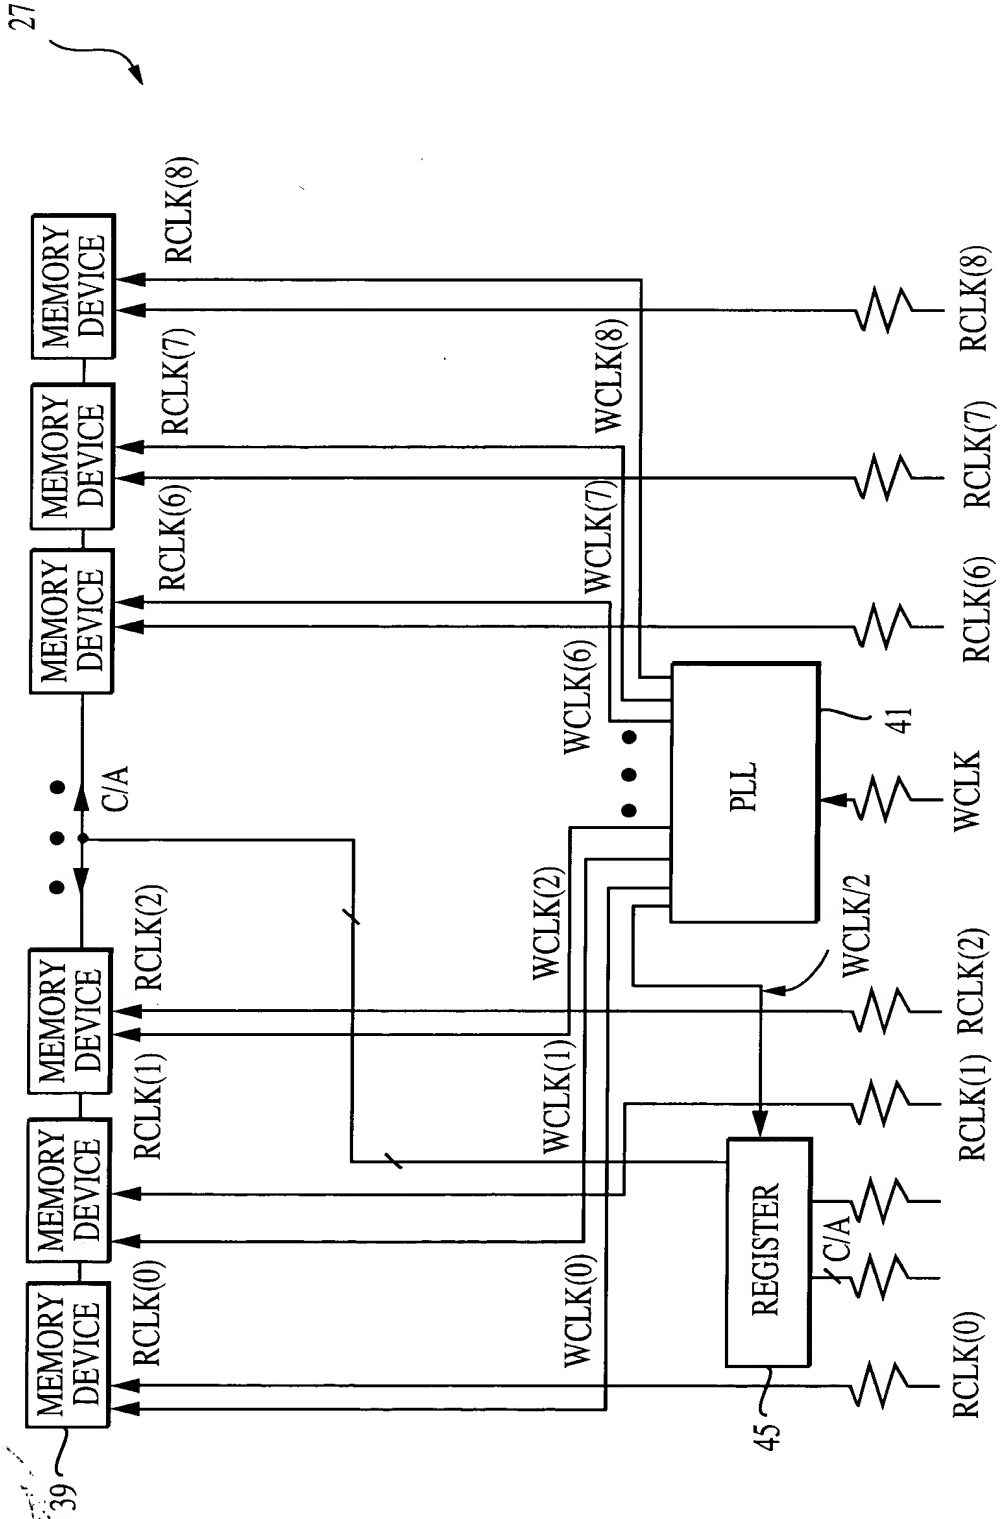 27
MEMORY
DEVICE
MEMORY
DEVICE
MEMORY
DEVICE
C/A
MEMORY
DEVICE
MEMORY
DEVICE
MEMORY
DEVICE
39
RCLK(0)
RCLK(1)
RCLK(2)
RCLK(6)
RCLK(7)
RCLK(8)
WCLK(0)
WCLK(1)
WCLK(2)
WCLK(6)
WCLK(7)
WCLK(8)
PLL
41
WCLK/2
REGISTER
45
C/A
RCLK(0)
RCLK(1)
RCLK(2)
WCLK
RCLK(6)
RCLK(7)
RCLK(8)